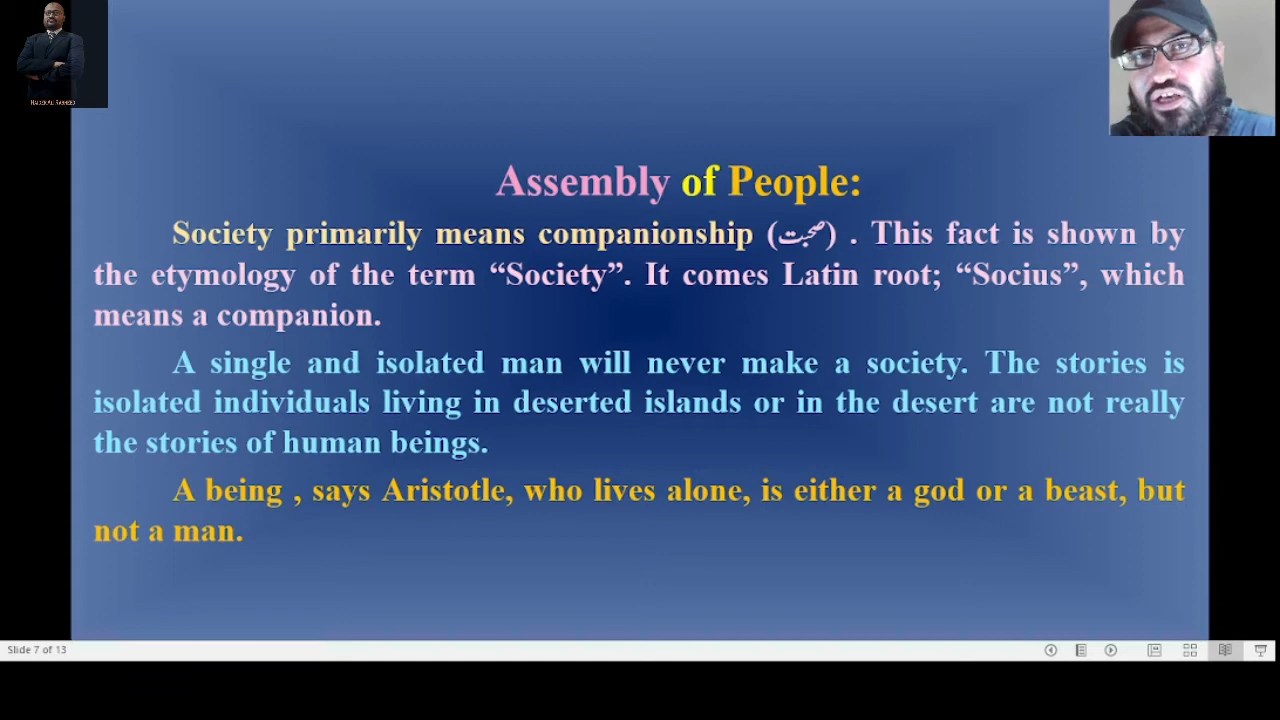 Assembly of People:
Society primarily means companionship (صحبت) . This fact is shown by
the etymology of the term “Society”. It comes Latin root; “Socius”, which
means a companion.
A single and isolated man will never make a society. The stories is
isolated individuals living in deserted islands or in the desert are not really
the stories of human beings.
A being , says Aristotle, who lives alone, is either a god or a beast, but
not a man.
Slide 7 of 13